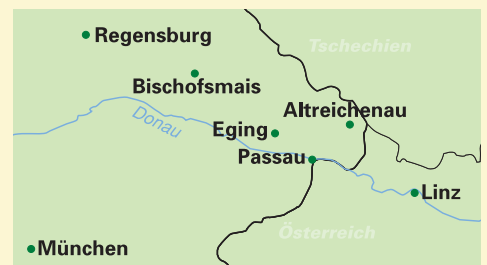 Regensburg
Tschechien
Bischofsmais
Altreichenau
Donau
Eging
Passau
Linz
Österreich
München